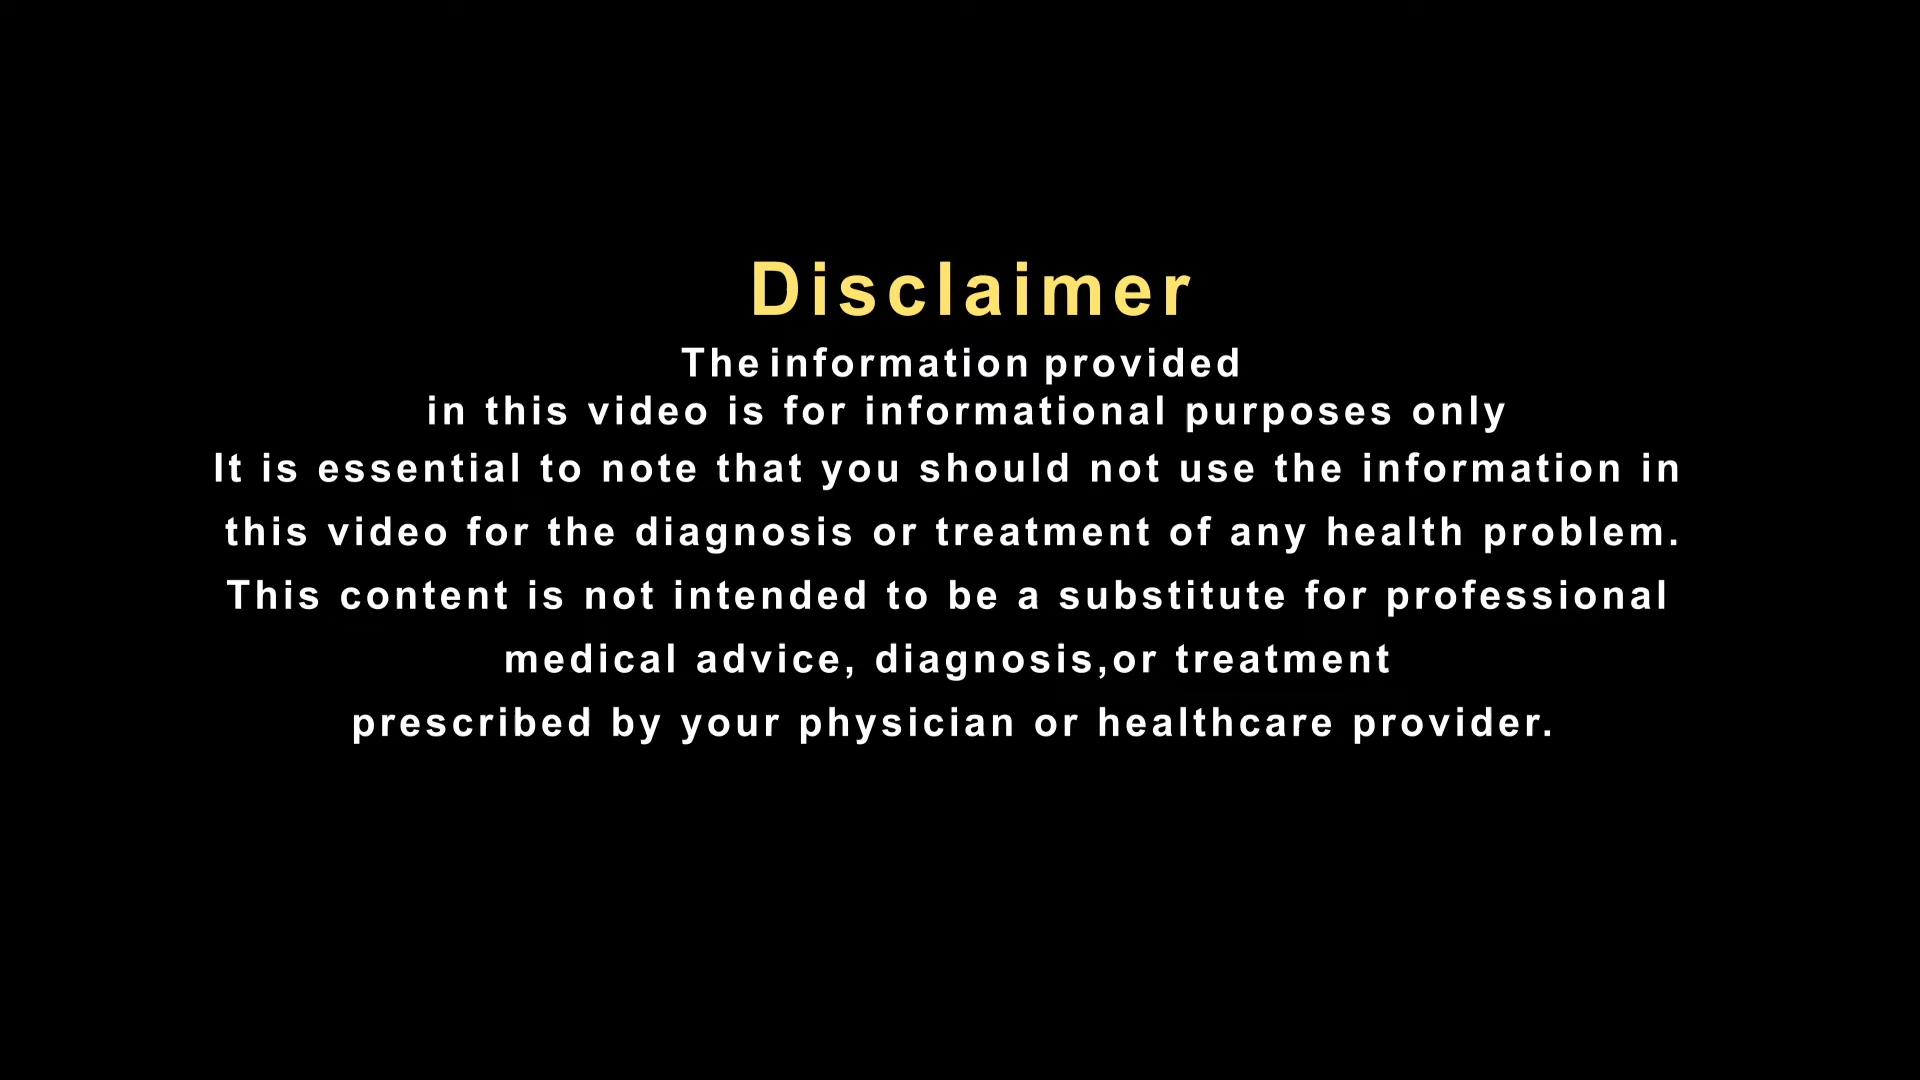 Disclaimer
The information provided
in this video is for informational purposes only
It is essential to note that you should not use the information in
this video for the diagnosis or treatment of any health problem.
This content is not intended to be a substitute for professional
medical advice, diagnosis,or treatment
prescribed by your physician or healthcare provider.